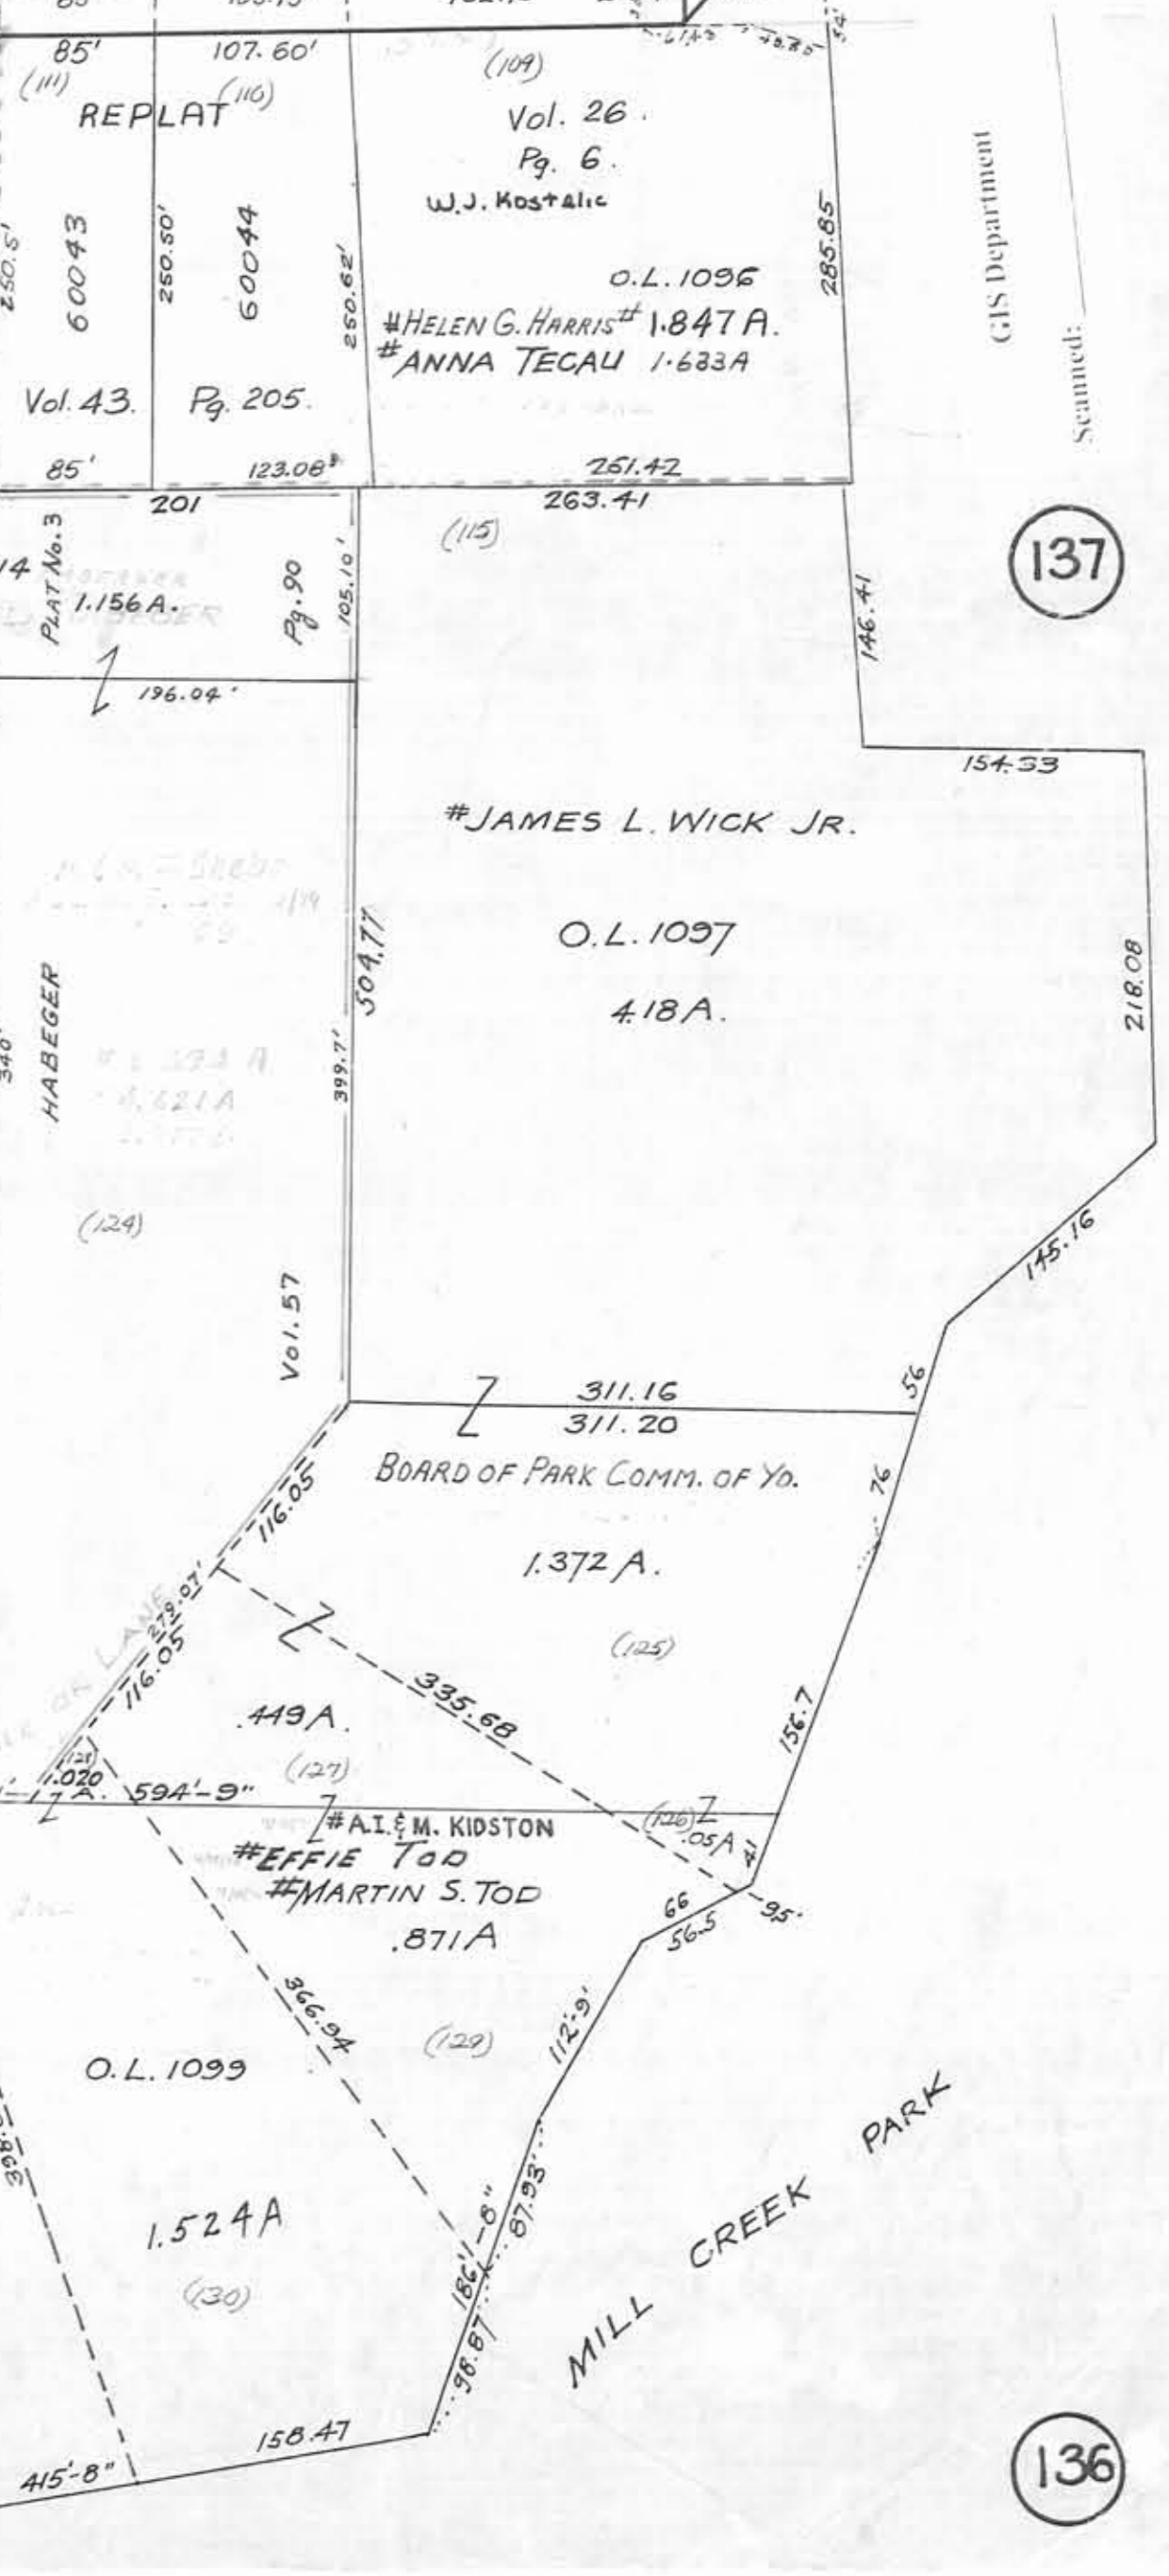 85'
107.60'
(111)
(110)
(109)
REPLAT
Vol. 26.
Pg. 6.
W.J. Kostalic
250.5'
60043
250.50'
60044
250.62'
285.85
O.L. 1096
#HELEN G. HARRIS# 1.847 A.
#ANNA TECAU 1.633A
Vol. 43.
Pg. 205.
85'
123.08'
261.42
GIS Department
Scanned:
201
263.41
(115)
137
14
PLAT No. 3
1.156 A.
Pg. 90
105.10'
146.41
196.04'
154.33
#JAMES L. WICK JR.
O.L. 1097
4.18 A.
504.77
399.7'
218.08
340'
HABEGER
(124)
Vol. 57
145.16
56
311.16
311.20
BOARD OF PARK COMM. OF YO.
76
116.05
1.372 A.
(125)
279.07'
OR LANE
116.05
335.68
156.7
.449 A.
(127)
(128)
1.020
A.
594'-9"
(126)
.05A
41
#A.I. & M. KIDSTON
#EFFIE TOD
#MARTIN S. TOD
.871 A
66
56.5
95'
366.94
(129)
112'-9'
O.L. 1099
PARK
CREEK
MILL
1.524A
(130)
186'-8"
87.93'
98.87
158.47
415'-8"
136